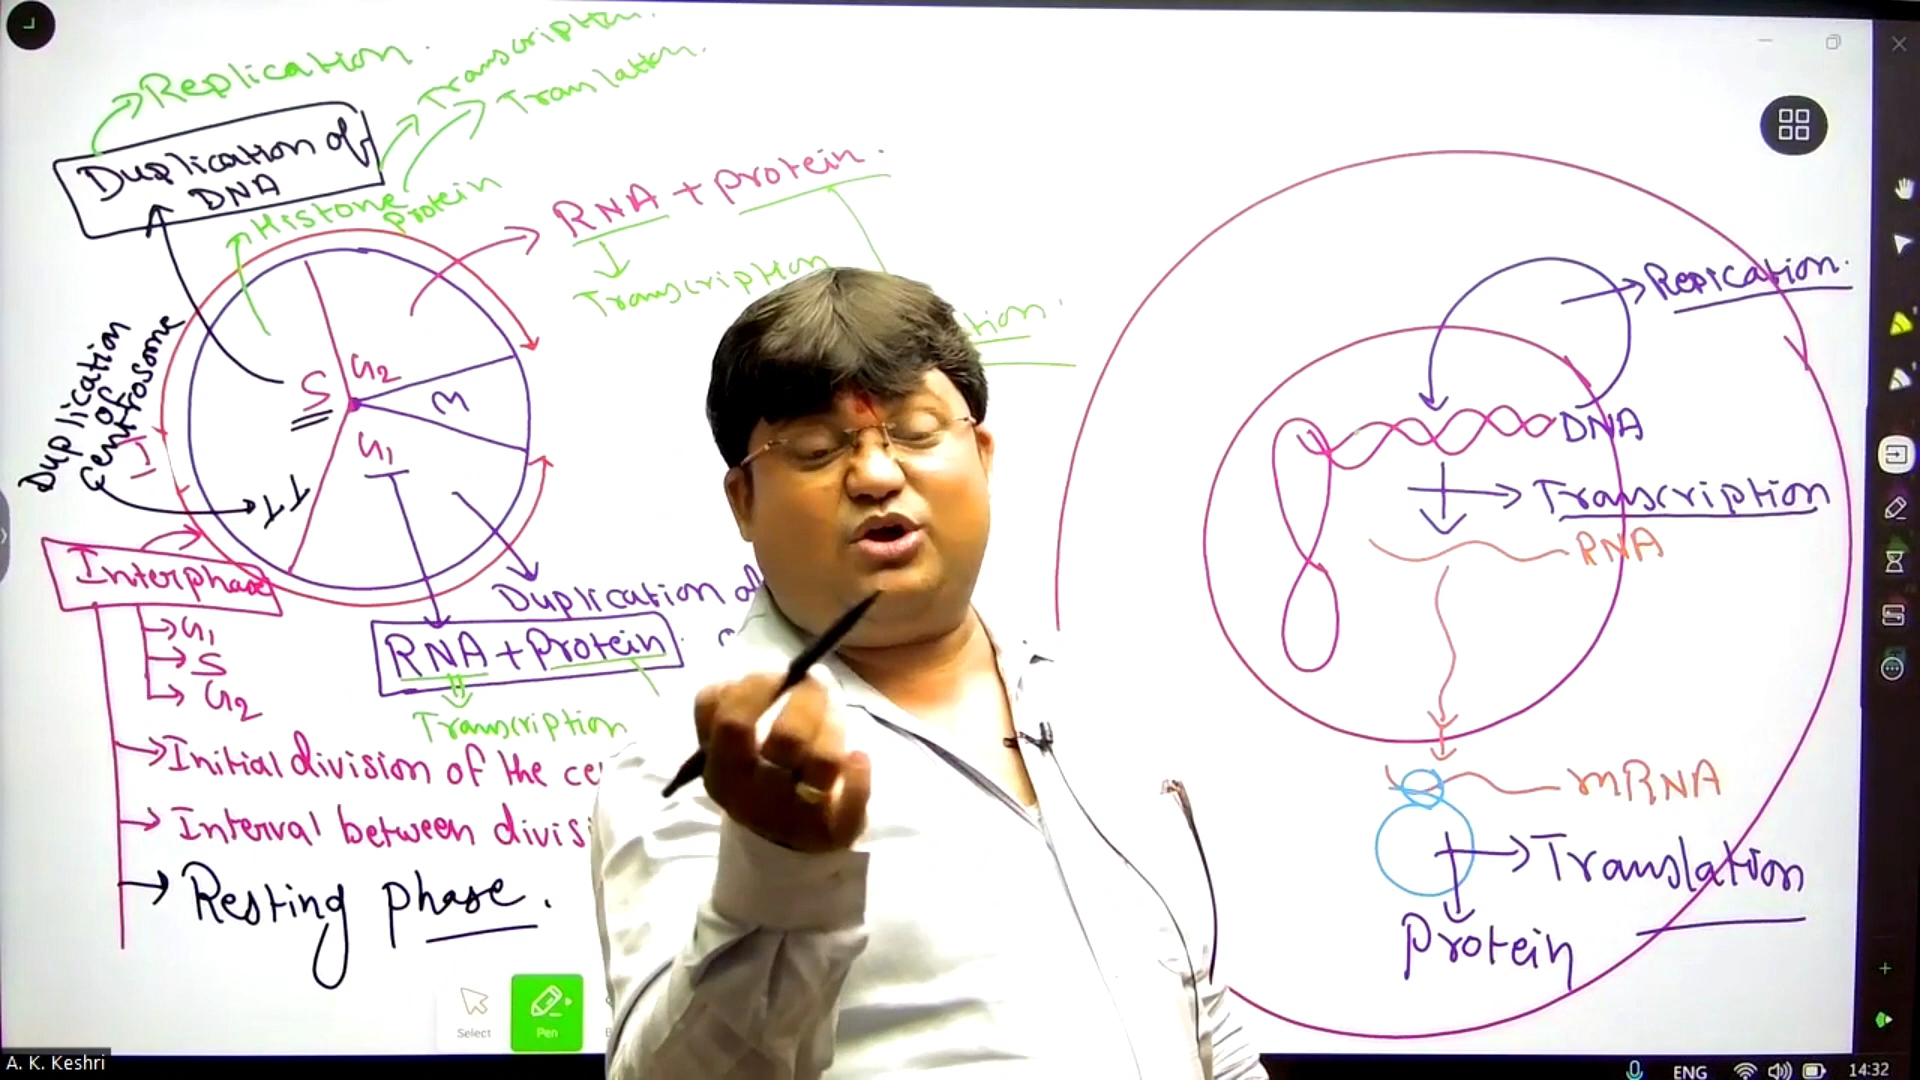 Replication.
Transcription.
Translation.
Duplication of
DNA
Histone
protein
RNA + protein.
Transcription
Duplication
of
Centrosome
S
G2
M
G1
Interphase
G1
S
G2
Duplication of
RNA + Protein
Transcription
Initial division of the ce
Interval between divisi
Resting phase.
Repication.
DNA
Transcription
RNA
mRNA
Translation
Protein
Select
Pen
A. K. Keshri
ENG
14:32